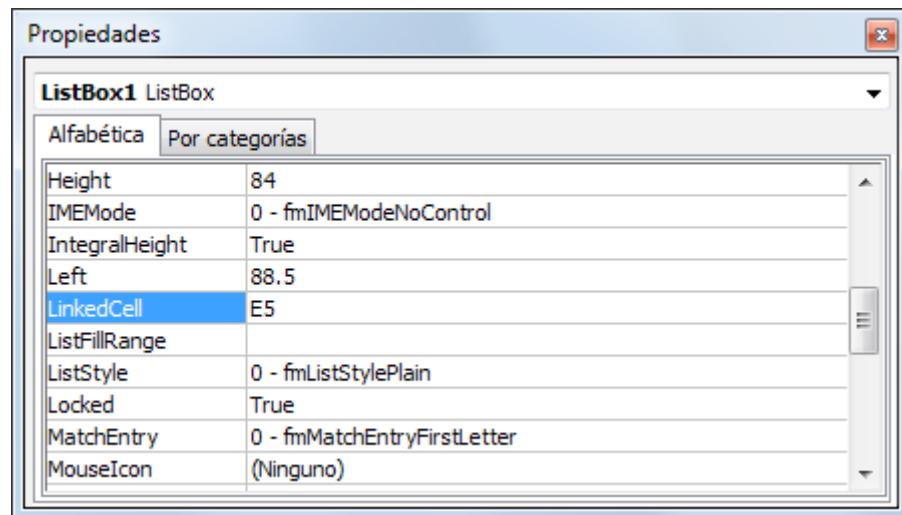 Propiedades
ListBox1 ListBox
Alfabética Por categorías
Height 84
IMEMode 0 - fmIMEModeNoControl
IntegralHeight True
Left 88.5
LinkedCell E5
ListFillRange
ListStyle 0 - fmListStylePlain
Locked True
MatchEntry 0 - fmMatchEntryFirstLetter
MouseIcon (Ninguno)